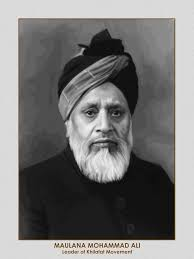 MAULANA MOHAMMAD ALI
Leader of Khilafat Movement